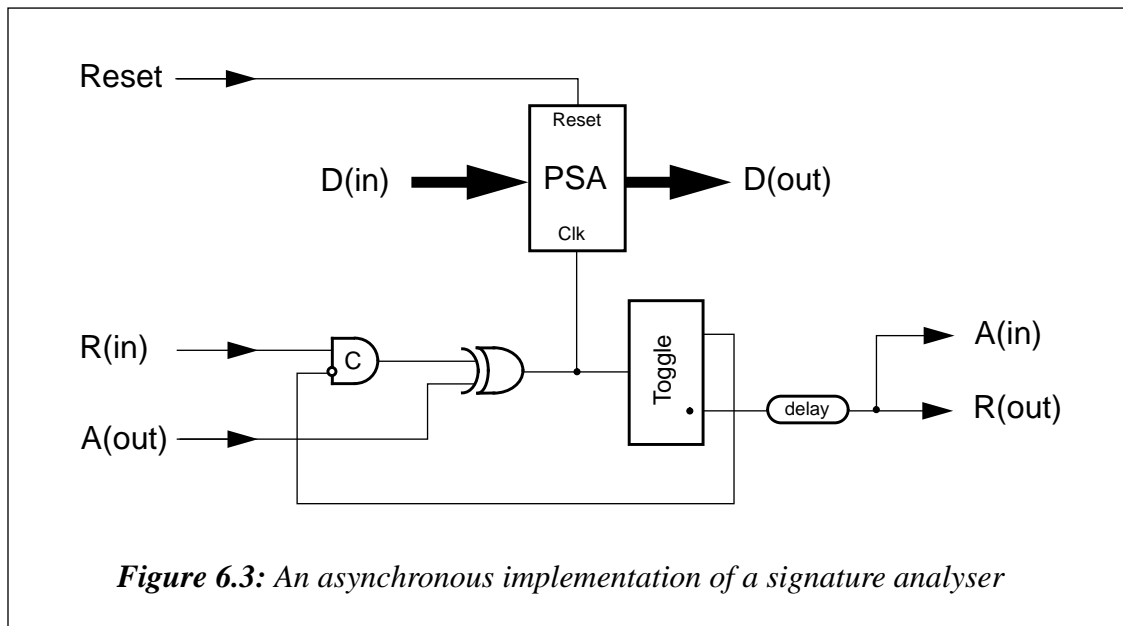 Reset
Reset
D(in)
PSA
D(out)
Clk
R(in)
C
A(out)
Toggle
delay
A(in)
R(out)
Figure 6.3: An asynchronous implementation of a signature analyser